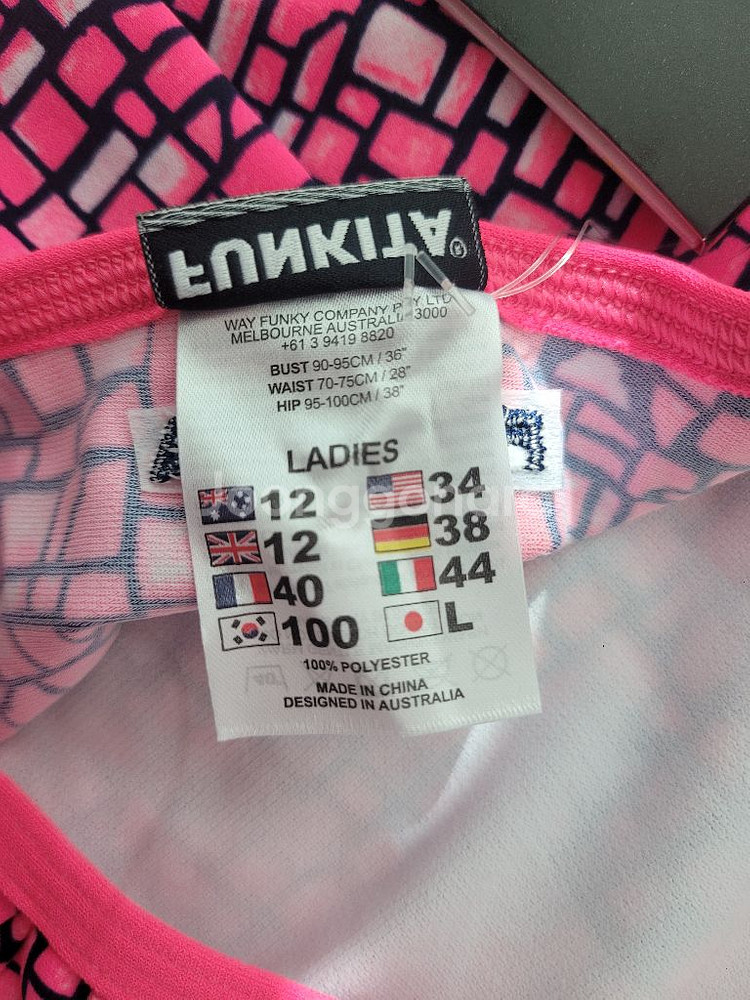 FUNKITA®
WAY FUNKY COMPANY PTY LTD
MELBOURNE AUSTRALIA 3000
+61 3 9419 8820
BUST 90-95CM / 36"
WAIST 70-75CM / 28"
HIP 95-100CM / 38"
LADIES
12 34
12 38
40 44
100 L
100% POLYESTER
MADE IN CHINA
DESIGNED IN AUSTRALIA